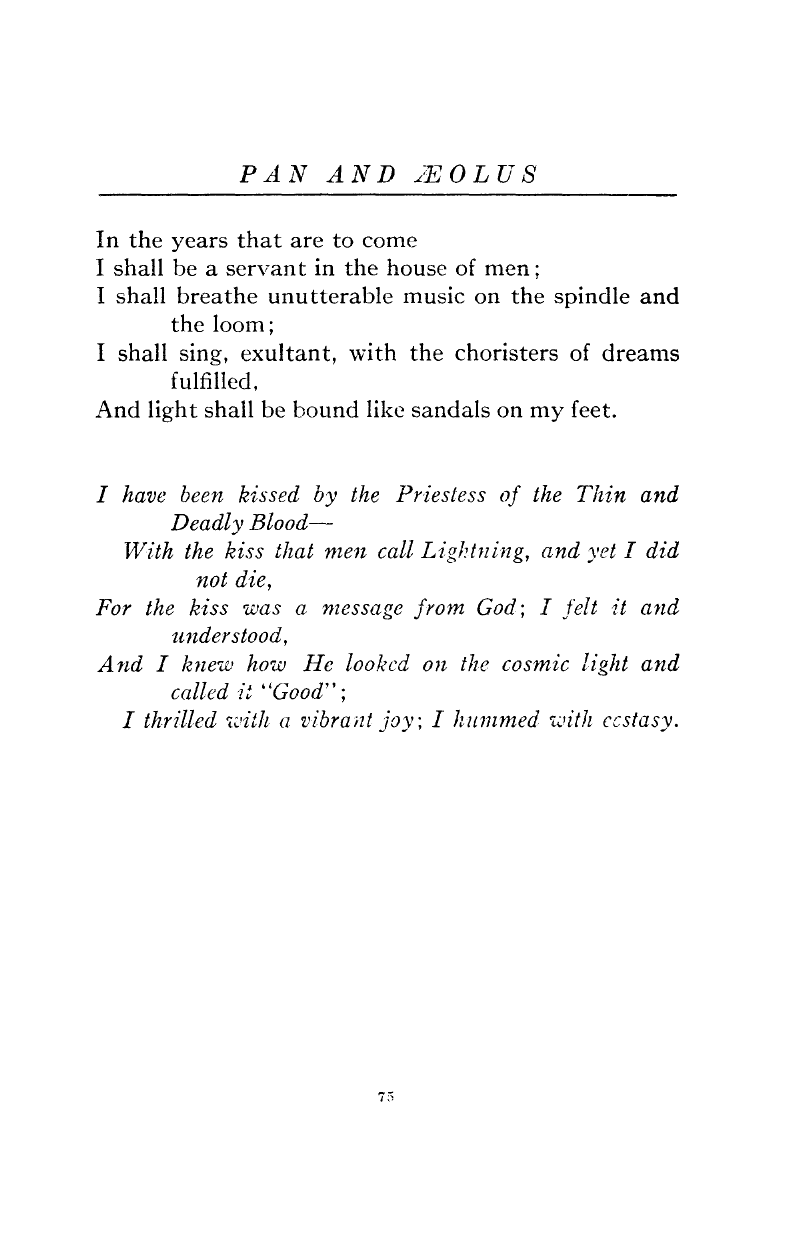 PAN AND ÆOLUS
In the years that are to come
I shall be a servant in the house of men;
I shall breathe unutterable music on the spindle and
the loom;
I shall sing, exultant, with the choristers of dreams
fulfilled,
And light shall be bound like sandals on my feet.
I have been kissed by the Priestess of the Thin and
Deadly Blood—
With the kiss that men call Lightning, and yet I did
not die,
For the kiss was a message from God; I felt it and
understood,
And I knew how He looked on the cosmic light and
called it "Good";
I thrilled with a vibrant joy; I hummed with ecstasy.
75